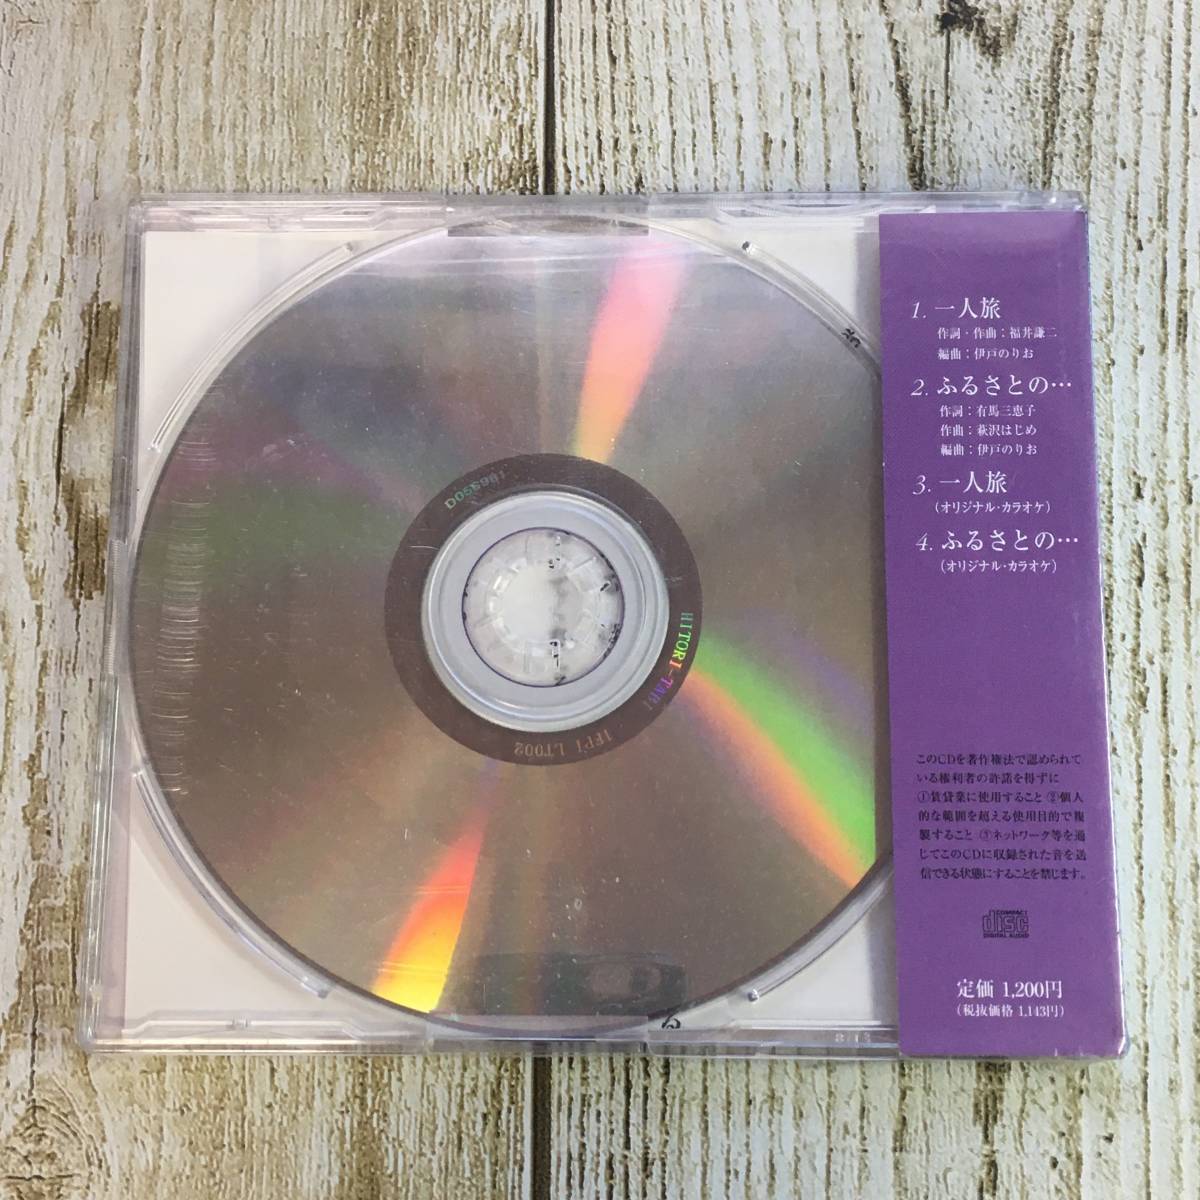 1. 一人旅
作詞・作曲：福井謙二
編曲：伊戸のりお
2. ふるさとの…
作詞：有馬三恵子
作曲：萩沢はじめ
編曲：伊戸のりお
3. 一人旅
(オリジナル・カラオケ)
4. ふるさとの…
(オリジナル・カラオケ)
このCDを著作権法で認められて
いる権利者の許諾を得ずに
①賃貸業に使用すること ②個人
的な範囲を超える使用目的で複
製すること ③ネットワーク等を通
じてこのCDに収録された音を送
信できる状態にすることを禁じます。
COMPACT
disc
DIGITAL AUDIO
定価 1,200円
(税抜価格 1,143円)
HITORI-TABI
LT002